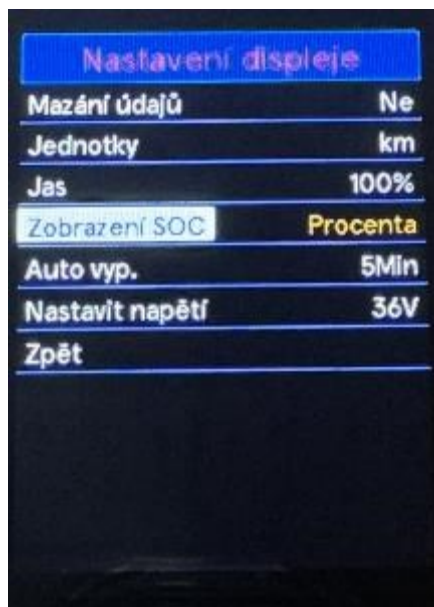 Nastavení displeje
Mazání údajů Ne
Jednotky km
Jas 100%
Zobrazení SOC Procenta
Auto vyp. 5Min
Nastavit napětí 36V
Zpět